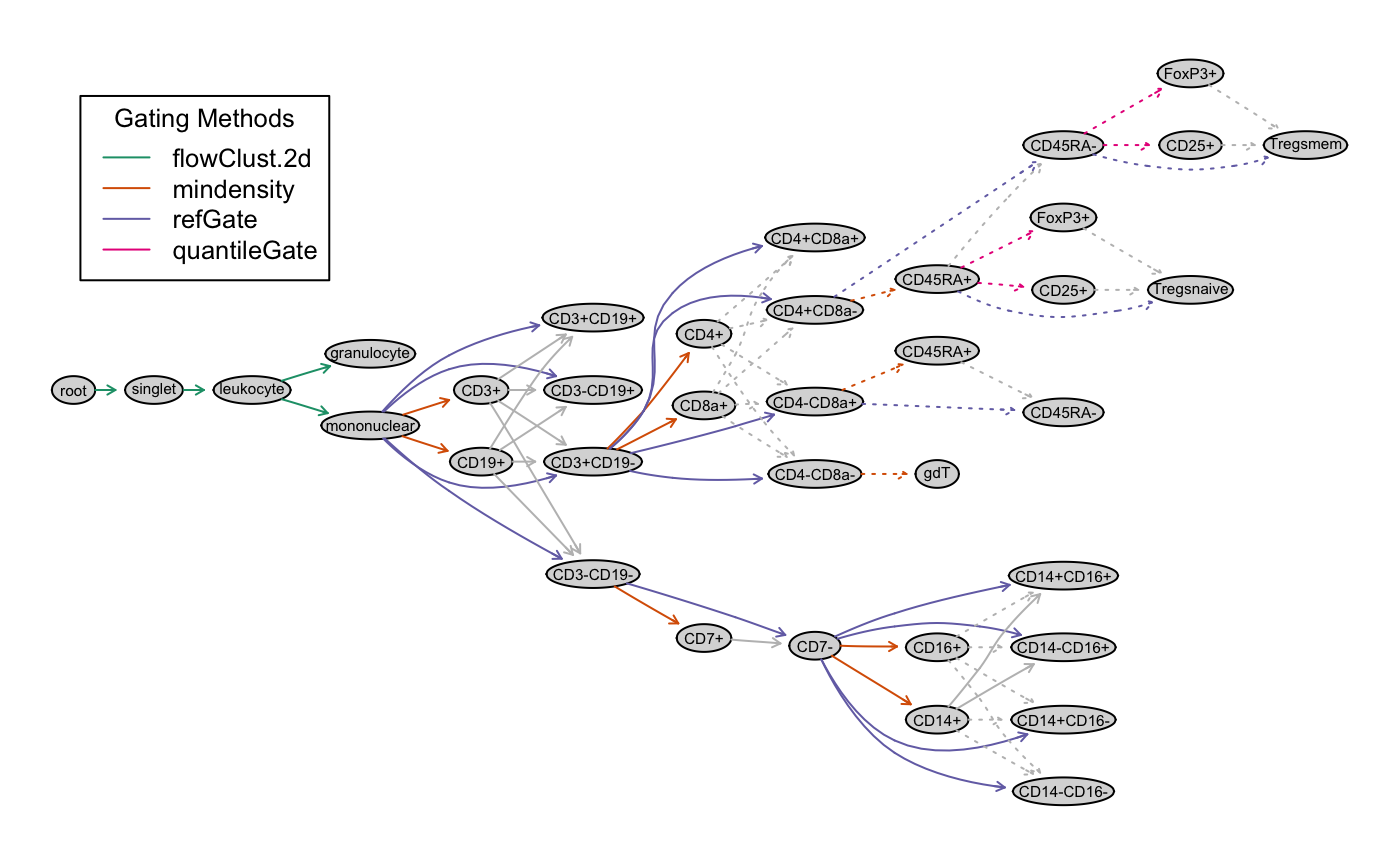 Gating Methods
flowClust.2d
mindensity
refGate
quantileGate
root
singlet
leukocyte
granulocyte
mononuclear
CD3+
CD19+
CD3+CD19+
CD3-CD19+
CD3+CD19-
CD3-CD19-
CD4+
CD8a+
CD7+
CD4+CD8a+
CD4+CD8a-
CD4-CD8a+
CD4-CD8a-
CD7-
CD45RA+
CD45RA+
gdT
CD16+
CD14+
CD45RA-
FoxP3+
CD25+
CD45RA-
CD14+CD16+
CD14-CD16+
CD14+CD16-
CD14-CD16-
FoxP3+
CD25+
Tregsnaive
Tregsmem